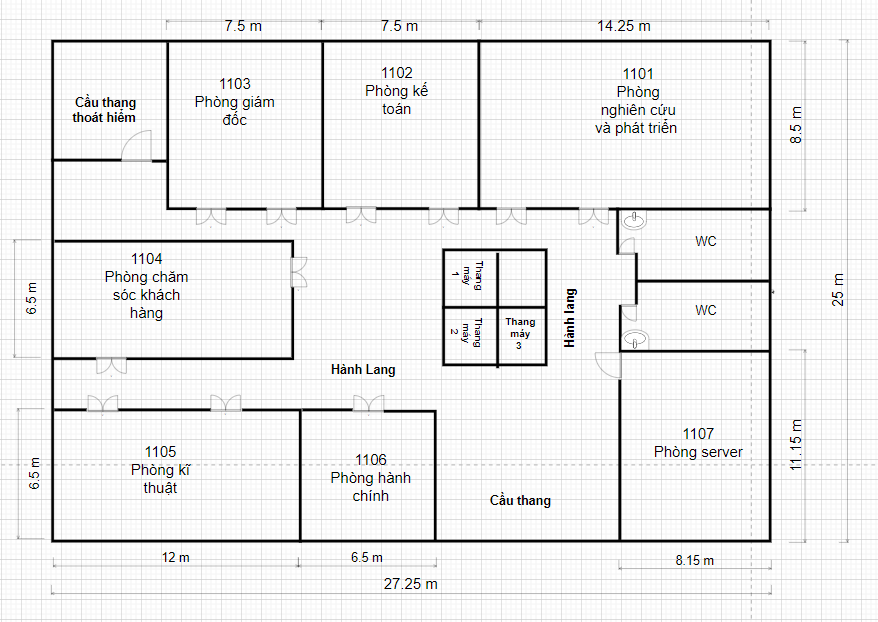 7.5 m
7.5 m
14.25 m
1103
Phòng giám
đốc
1102
Phòng kế
toán
1101
Phòng
nghiên cứu
và phát triển
Cầu thang
thoát hiểm
8.5 m
WC
1104
Phòng chăm
sóc khách
hàng
6.5 m
Thang
máy
1
Thang
máy
2
Thang
máy
3
Hành lang
WC
25 m
Hành Lang
1105
Phòng kĩ
thuật
6.5 m
1106
Phòng hành
chính
1107
Phòng server
11.15 m
Cầu thang
12 m
6.5 m
8.15 m
27.25 m